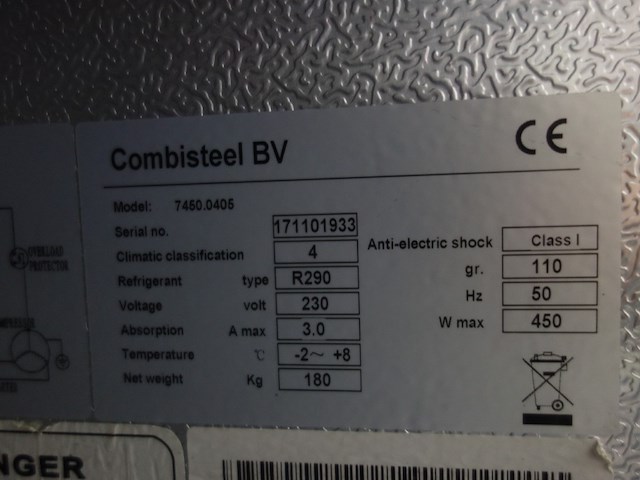 Combisteel BV CE
Model: 7450.0405
Serial no. 171101933
Climatic classification 4 Anti-electric shock Class I
Refrigerant type R290 gr. 110
Voltage volt 230 Hz 50
Absorption A max 3.0 W max 450
Temperature ℃ -2～ +8
Net weight Kg 180
OVERLOAD
PROTECTOR
NGER